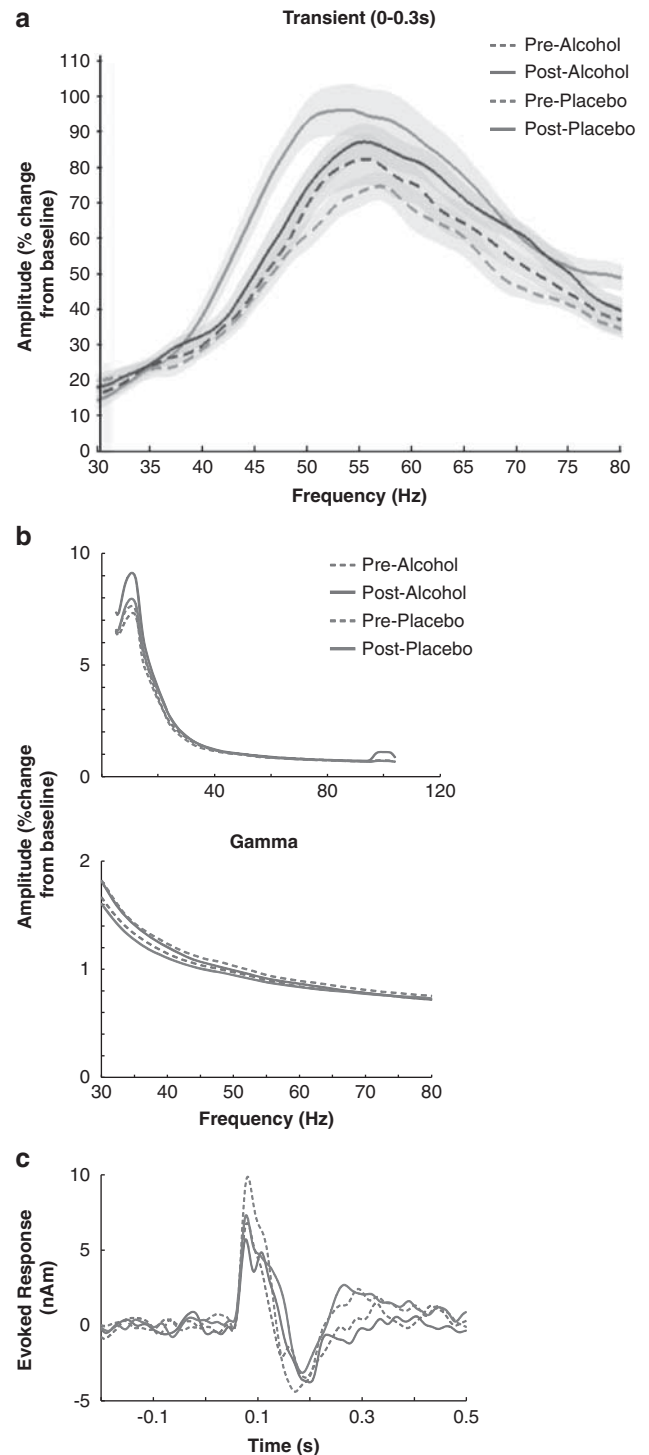 a
Transient (0-0.3s)
Pre-Alcohol
Post-Alcohol
Pre-Placebo
Post-Placebo
Amplitude (% change
from baseline)
110
100
90
80
70
60
50
40
30
20
10
0
30 35 40 45 50 55 60 65 70 75 80
Frequency (Hz)
b
Pre-Alcohol
Post-Alcohol
Pre-Placebo
Post-Placebo
10
5
0
40 80 120
Amplitude (%change
from baseline)
Gamma
2
1
0
30 40 50 60 70 80
Frequency (Hz)
c
Evoked Response
(nAm)
10
5
0
-5
-0.1 0.1 0.3 0.5
Time (s)